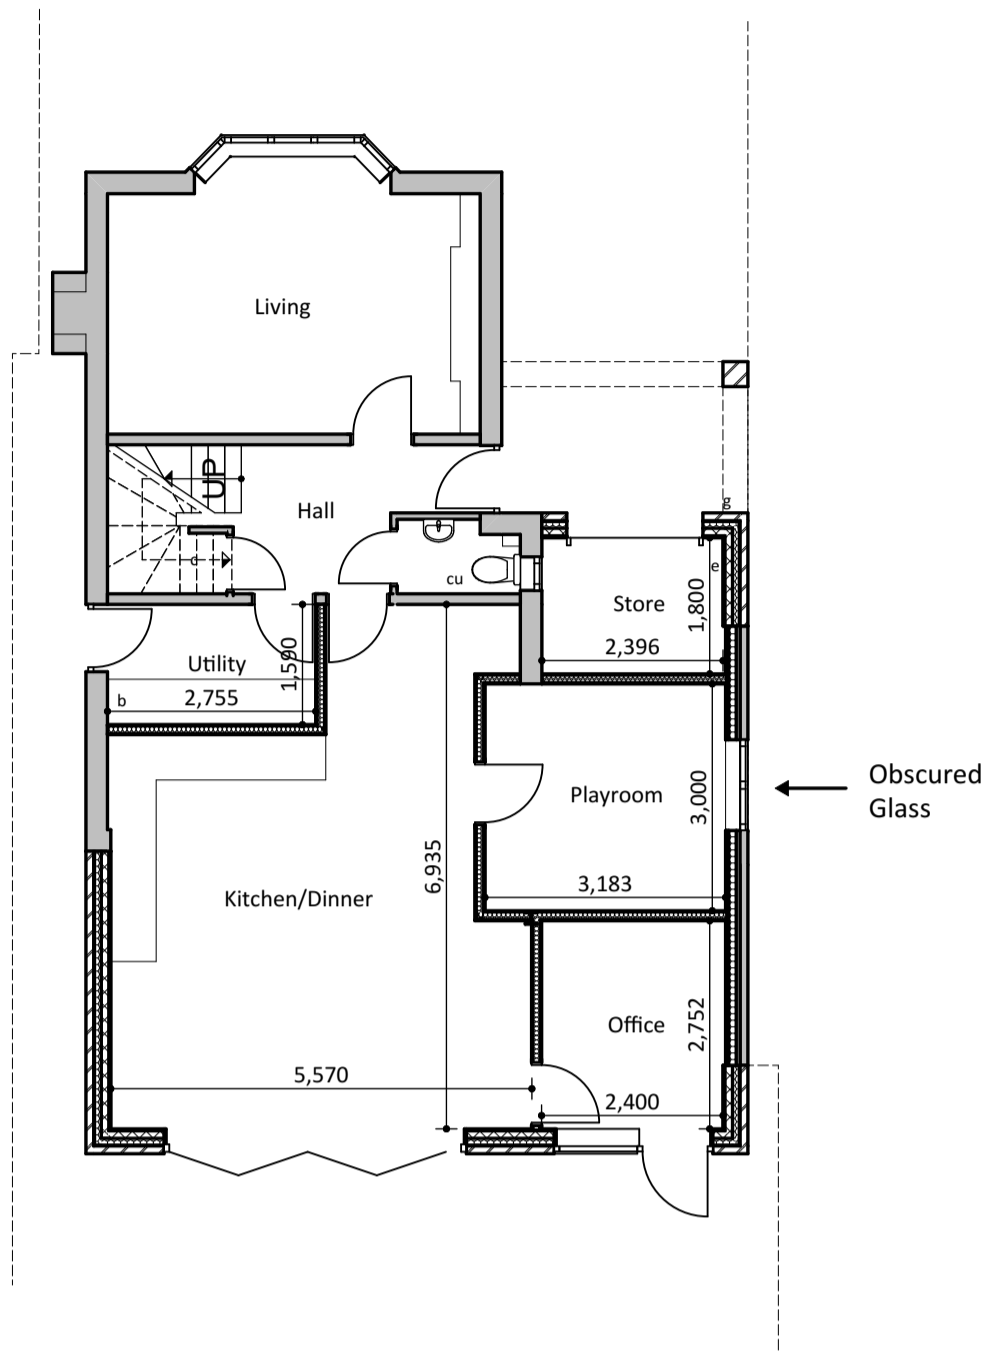 Living
UP
Hall
g
c
cu
e
Store
1,800
2,396
Utility
1,590
b
2,755
Playroom
3,000
Obscured
Glass
3,183
6,935
Kitchen/Dinner
Office
2,752
5,570
2,400